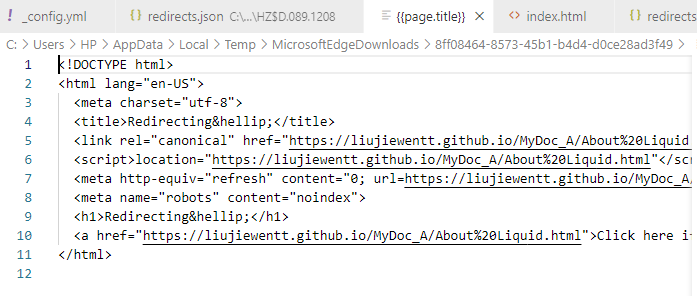 ! _config.yml
redirects.json C:\...\HZ$D.089.1208
{{page.title}}
index.html
redirects
C: > Users > HP > AppData > Local > Temp > MicrosoftEdgeDownloads > 8ff08464-8573-45b1-b4d4-d0ce28ad3f49 >
1 <!DOCTYPE html>
2 <html lang="en-US">
3 <meta charset="utf-8">
4 <title>Redirecting&hellip;</title>
5 <link rel="canonical" href="https://liujiewentt.github.io/MyDoc_A/About%20Liquid
6 <script>location="https://liujiewentt.github.io/MyDoc_A/About%20Liquid.html"</scr
7 <meta http-equiv="refresh" content="0; url=https://liujiewentt.github.io/MyDoc_A
8 <meta name="robots" content="noindex">
9 <h1>Redirecting&hellip;</h1>
10 <a href="https://liujiewentt.github.io/MyDoc_A/About%20Liquid.html">Click here i
11 </html>
12